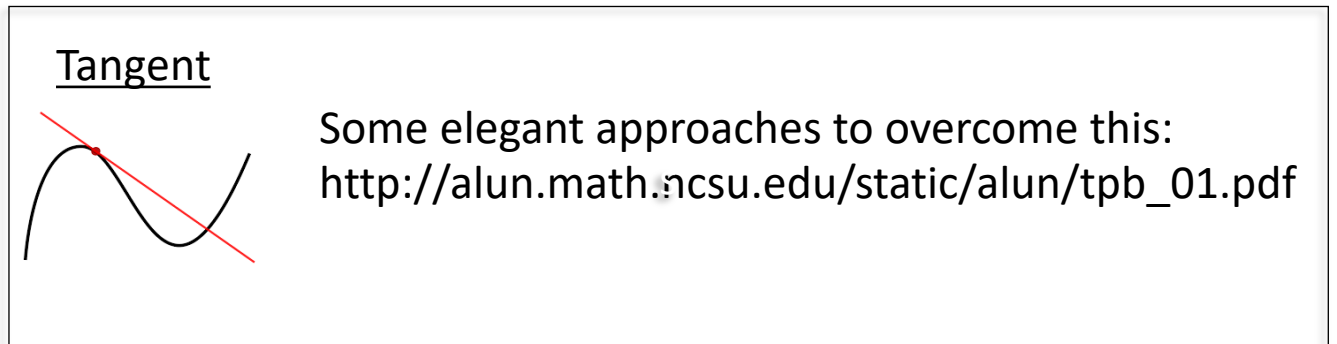 Tangent
Some elegant approaches to overcome this:
http://alun.math.ncsu.edu/static/alun/tpb_01.pdf